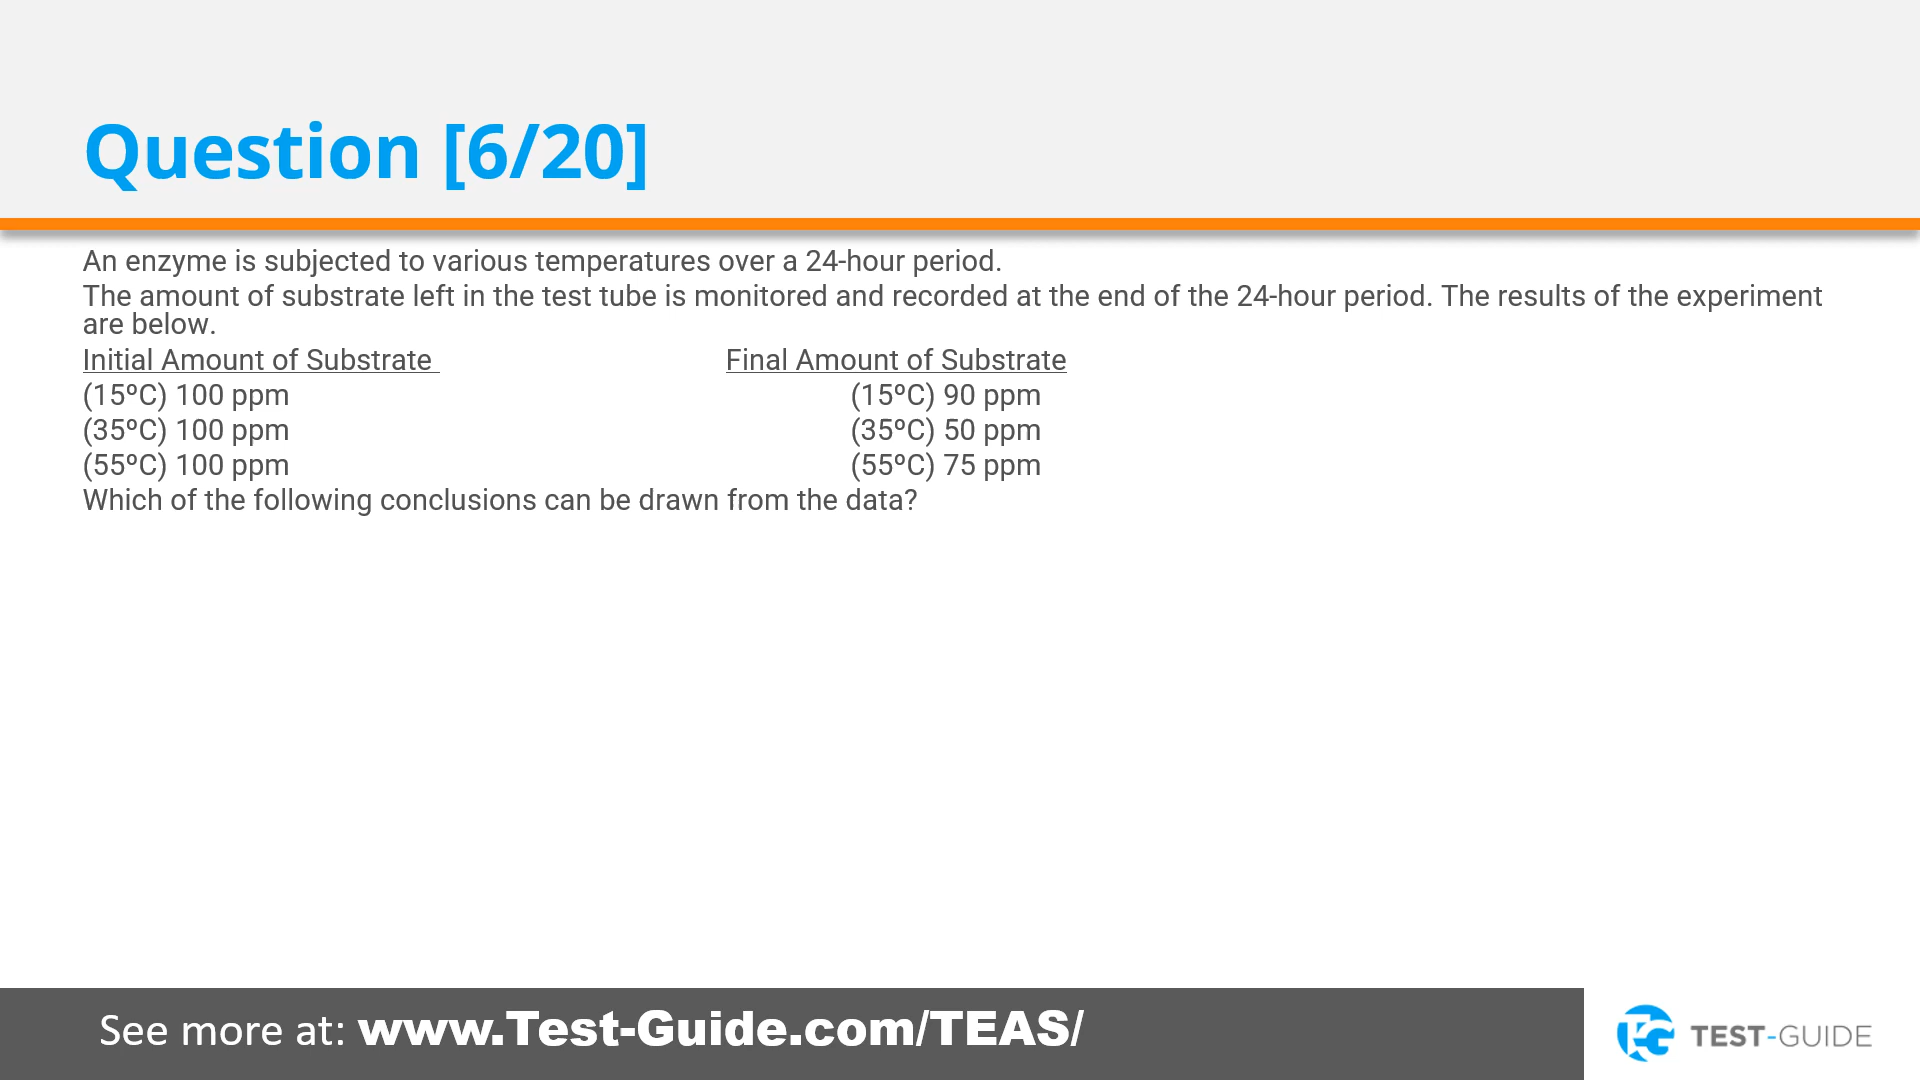 Question [6/20]
An enzyme is subjected to various temperatures over a 24-hour period.
The amount of substrate left in the test tube is monitored and recorded at the end of the 24-hour period. The results of the experiment
are below.
Initial Amount of Substrate Final Amount of Substrate
(15ºC) 100 ppm (15ºC) 90 ppm
(35ºC) 100 ppm (35ºC) 50 ppm
(55ºC) 100 ppm (55ºC) 75 ppm
Which of the following conclusions can be drawn from the data?
See more at: www.Test-Guide.com/TEAS/
TEST-GUIDE